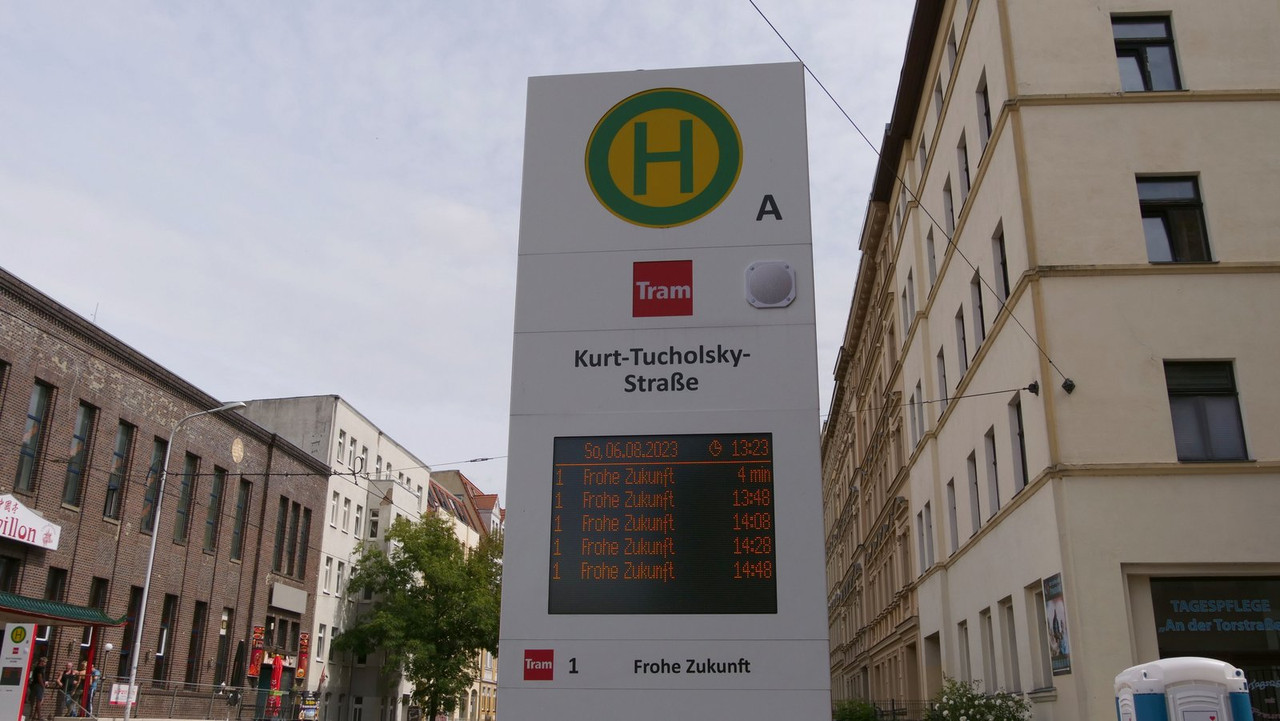 H
A
Tram
Kurt-Tucholsky-
Straße
So, 06.08.2023 13:23
1 Frohe Zukunft 4 min
1 Frohe Zukunft 13:48
1 Frohe Zukunft 14:08
1 Frohe Zukunft 14:28
1 Frohe Zukunft 14:48
Tram 1 Frohe Zukunft
villon
H
TAGESPFLEGE
„An der Torstraße